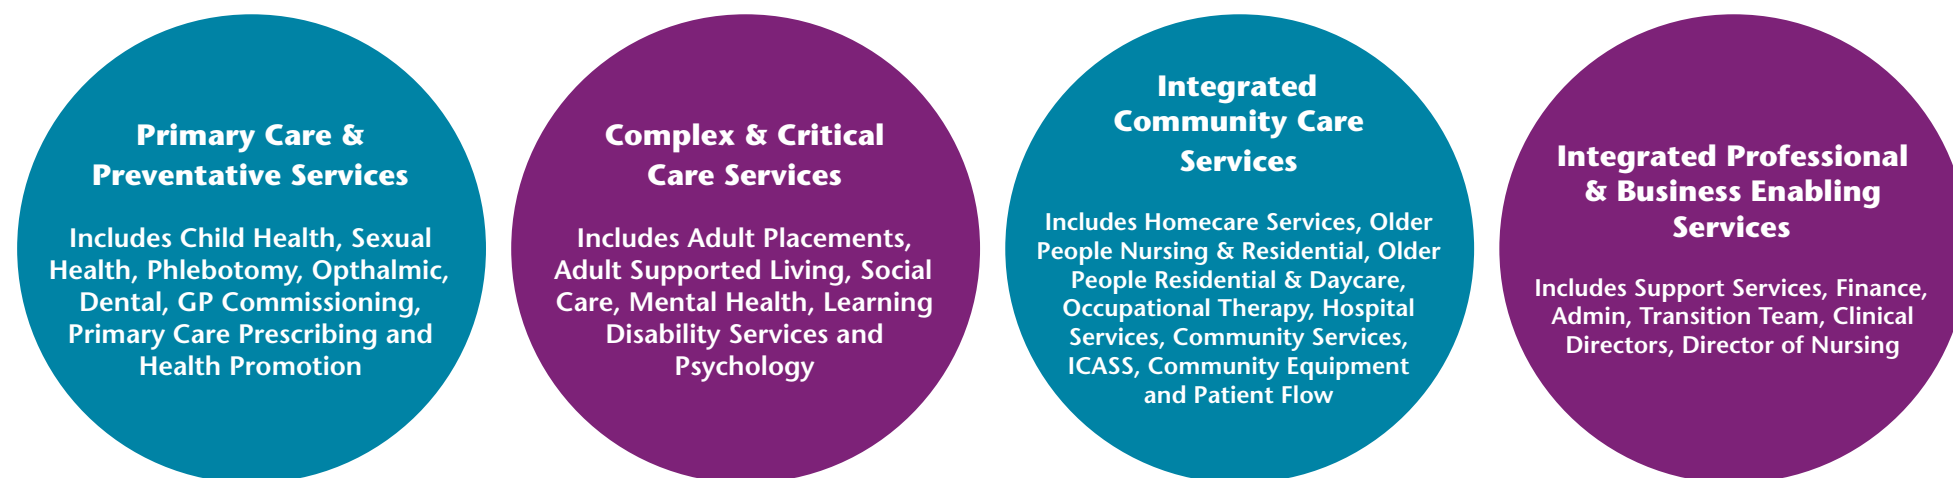 Primary Care &
Preventative Services
Includes Child Health, Sexual
Health, Phlebotomy, Opthalmic,
Dental, GP Commissioning,
Primary Care Prescribing and
Health Promotion
Complex & Critical
Care Services
Includes Adult Placements,
Adult Supported Living, Social
Care, Mental Health, Learning
Disability Services and
Psychology
Integrated
Community Care
Services
Includes Homecare Services, Older
People Nursing & Residential, Older
People Residential & Daycare,
Occupational Therapy, Hospital
Services, Community Services,
ICASS, Community Equipment
and Patient Flow
Integrated Professional
& Business Enabling
Services
Includes Support Services, Finance,
Admin, Transition Team, Clinical
Directors, Director of Nursing